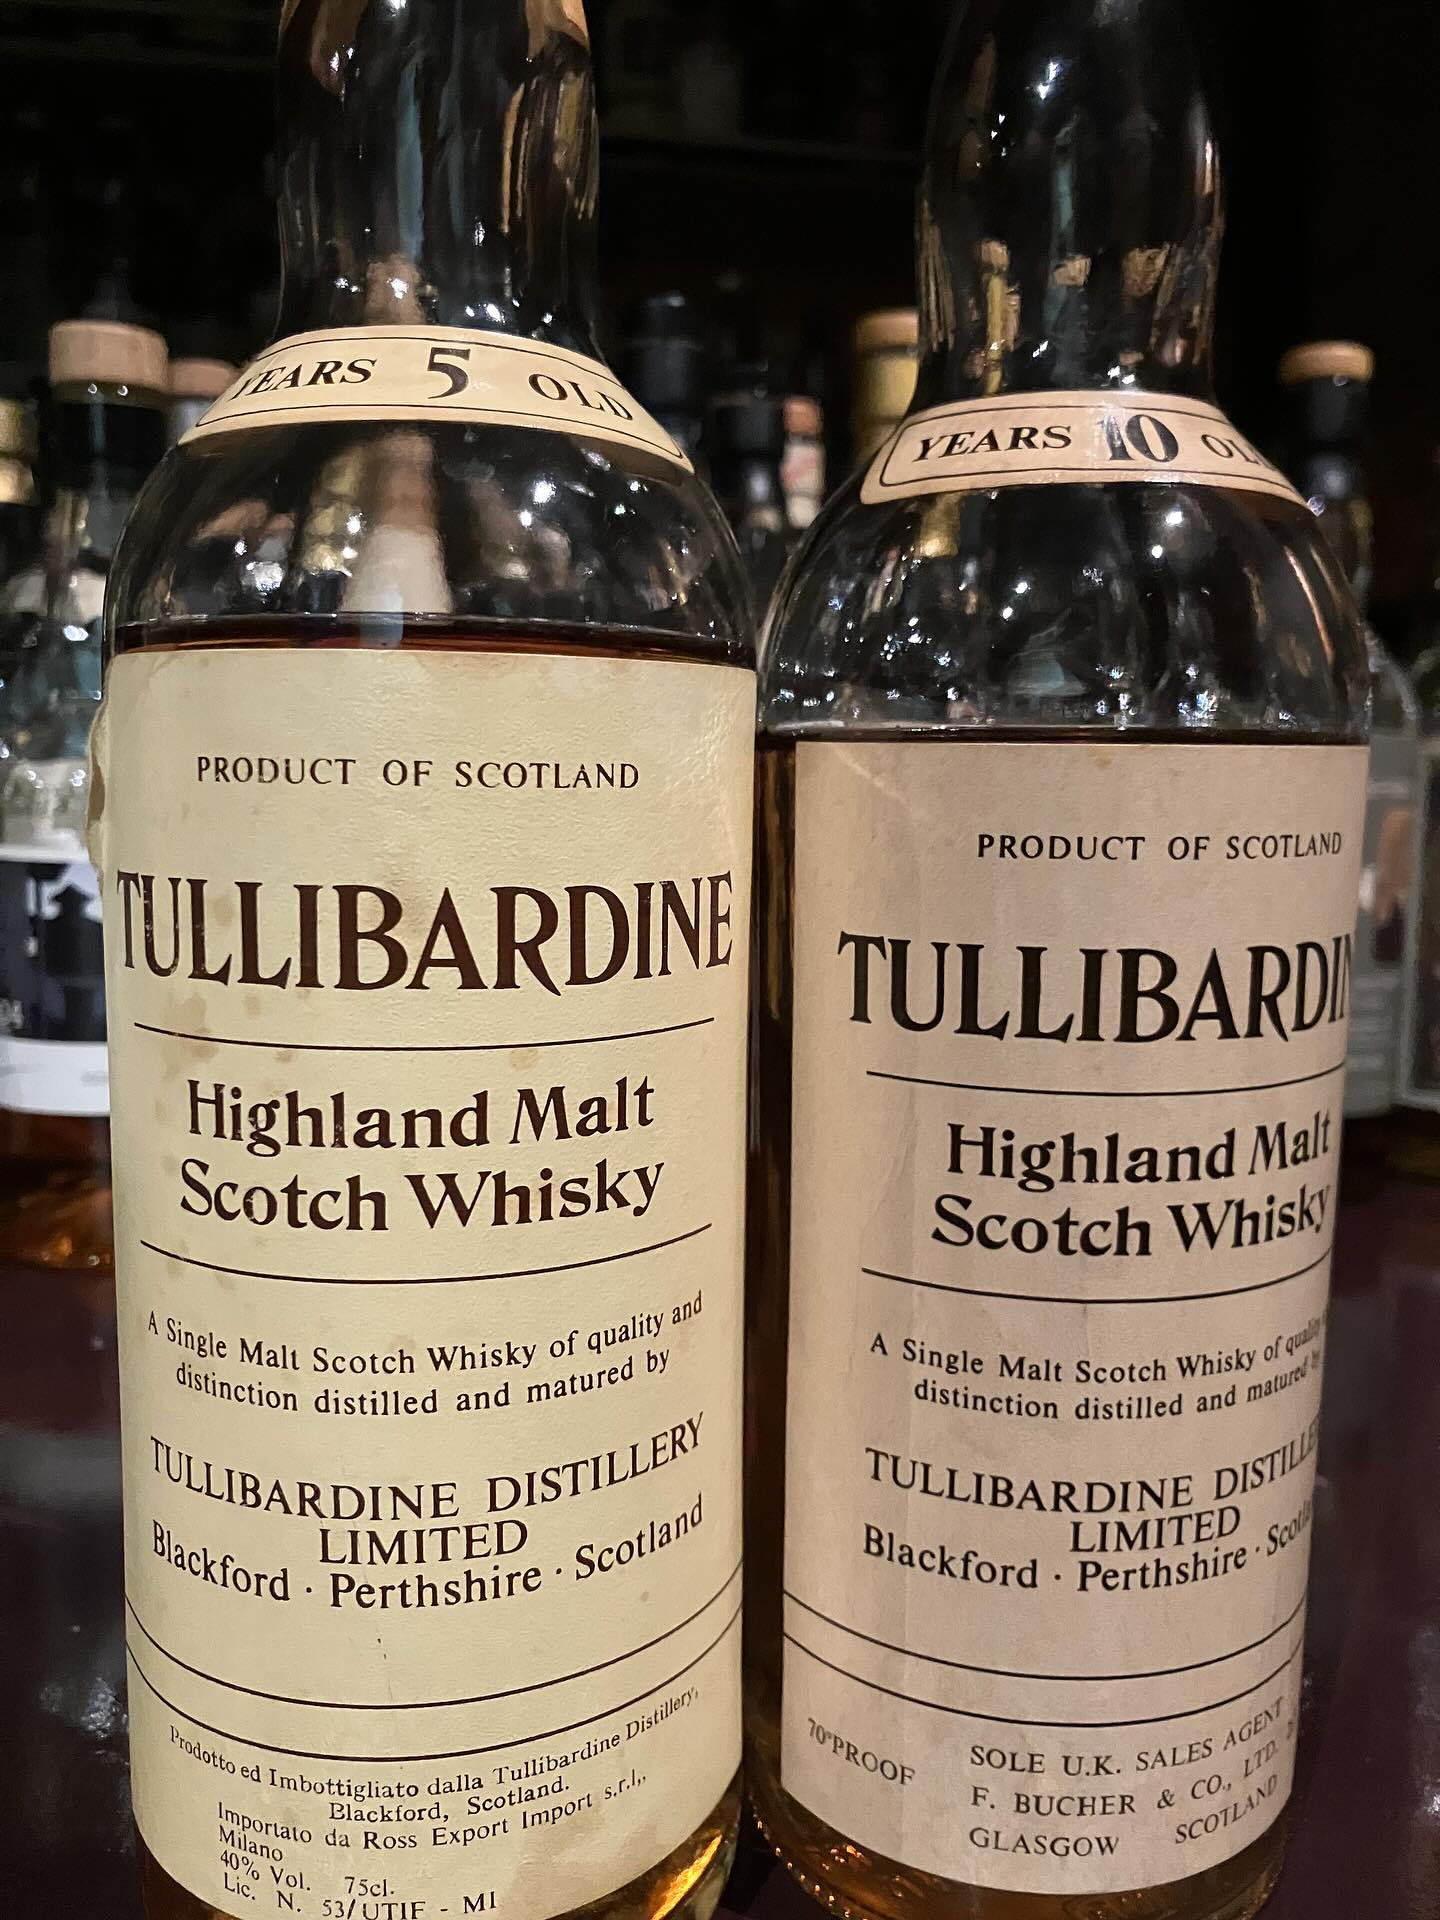 YEARS 5 OLD
PRODUCT OF SCOTLAND
TULLIBARDINE
Highland Malt
Scotch Whisky
A Single Malt Scotch Whisky of quality and
distinction distilled and matured by
TULLIBARDINE DISTILLERY
LIMITED
Blackford · Perthshire · Scotland
Prodotto ed Imbottigliato dalla Tullibardine Distillery,
Blackford, Scotland.
Importato da Ross Export Import s.r.l.,
Milano
40% Vol. 75cl.
Lic. N. 53/UTIF - MI
YEARS 10 OL
PRODUCT OF SCOTLAND
TULLIBARDIN
Highland Malt
Scotch Whisky
A Single Malt Scotch Whisky of quality
distinction distilled and matured
TULLIBARDINE DISTILLE
LIMITED
Blackford · Perthshire · Scotla
70°PROOF
SOLE U.K. SALES AGENT
F. BUCHER & CO., LTD.
GLASGOW SCOTLAND